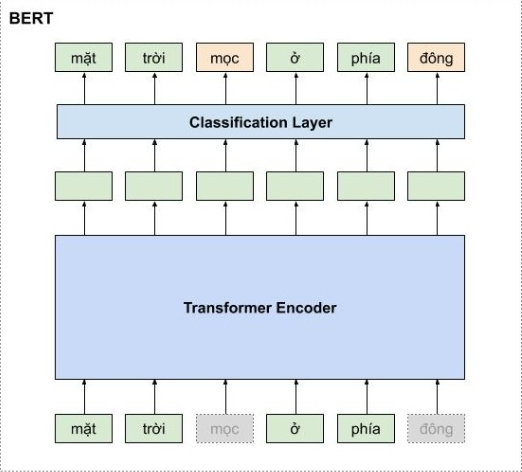 BERT
mặt trời mọc ở phía đông
Classification Layer
Transformer Encoder
mặt trời mọc ở phía đông